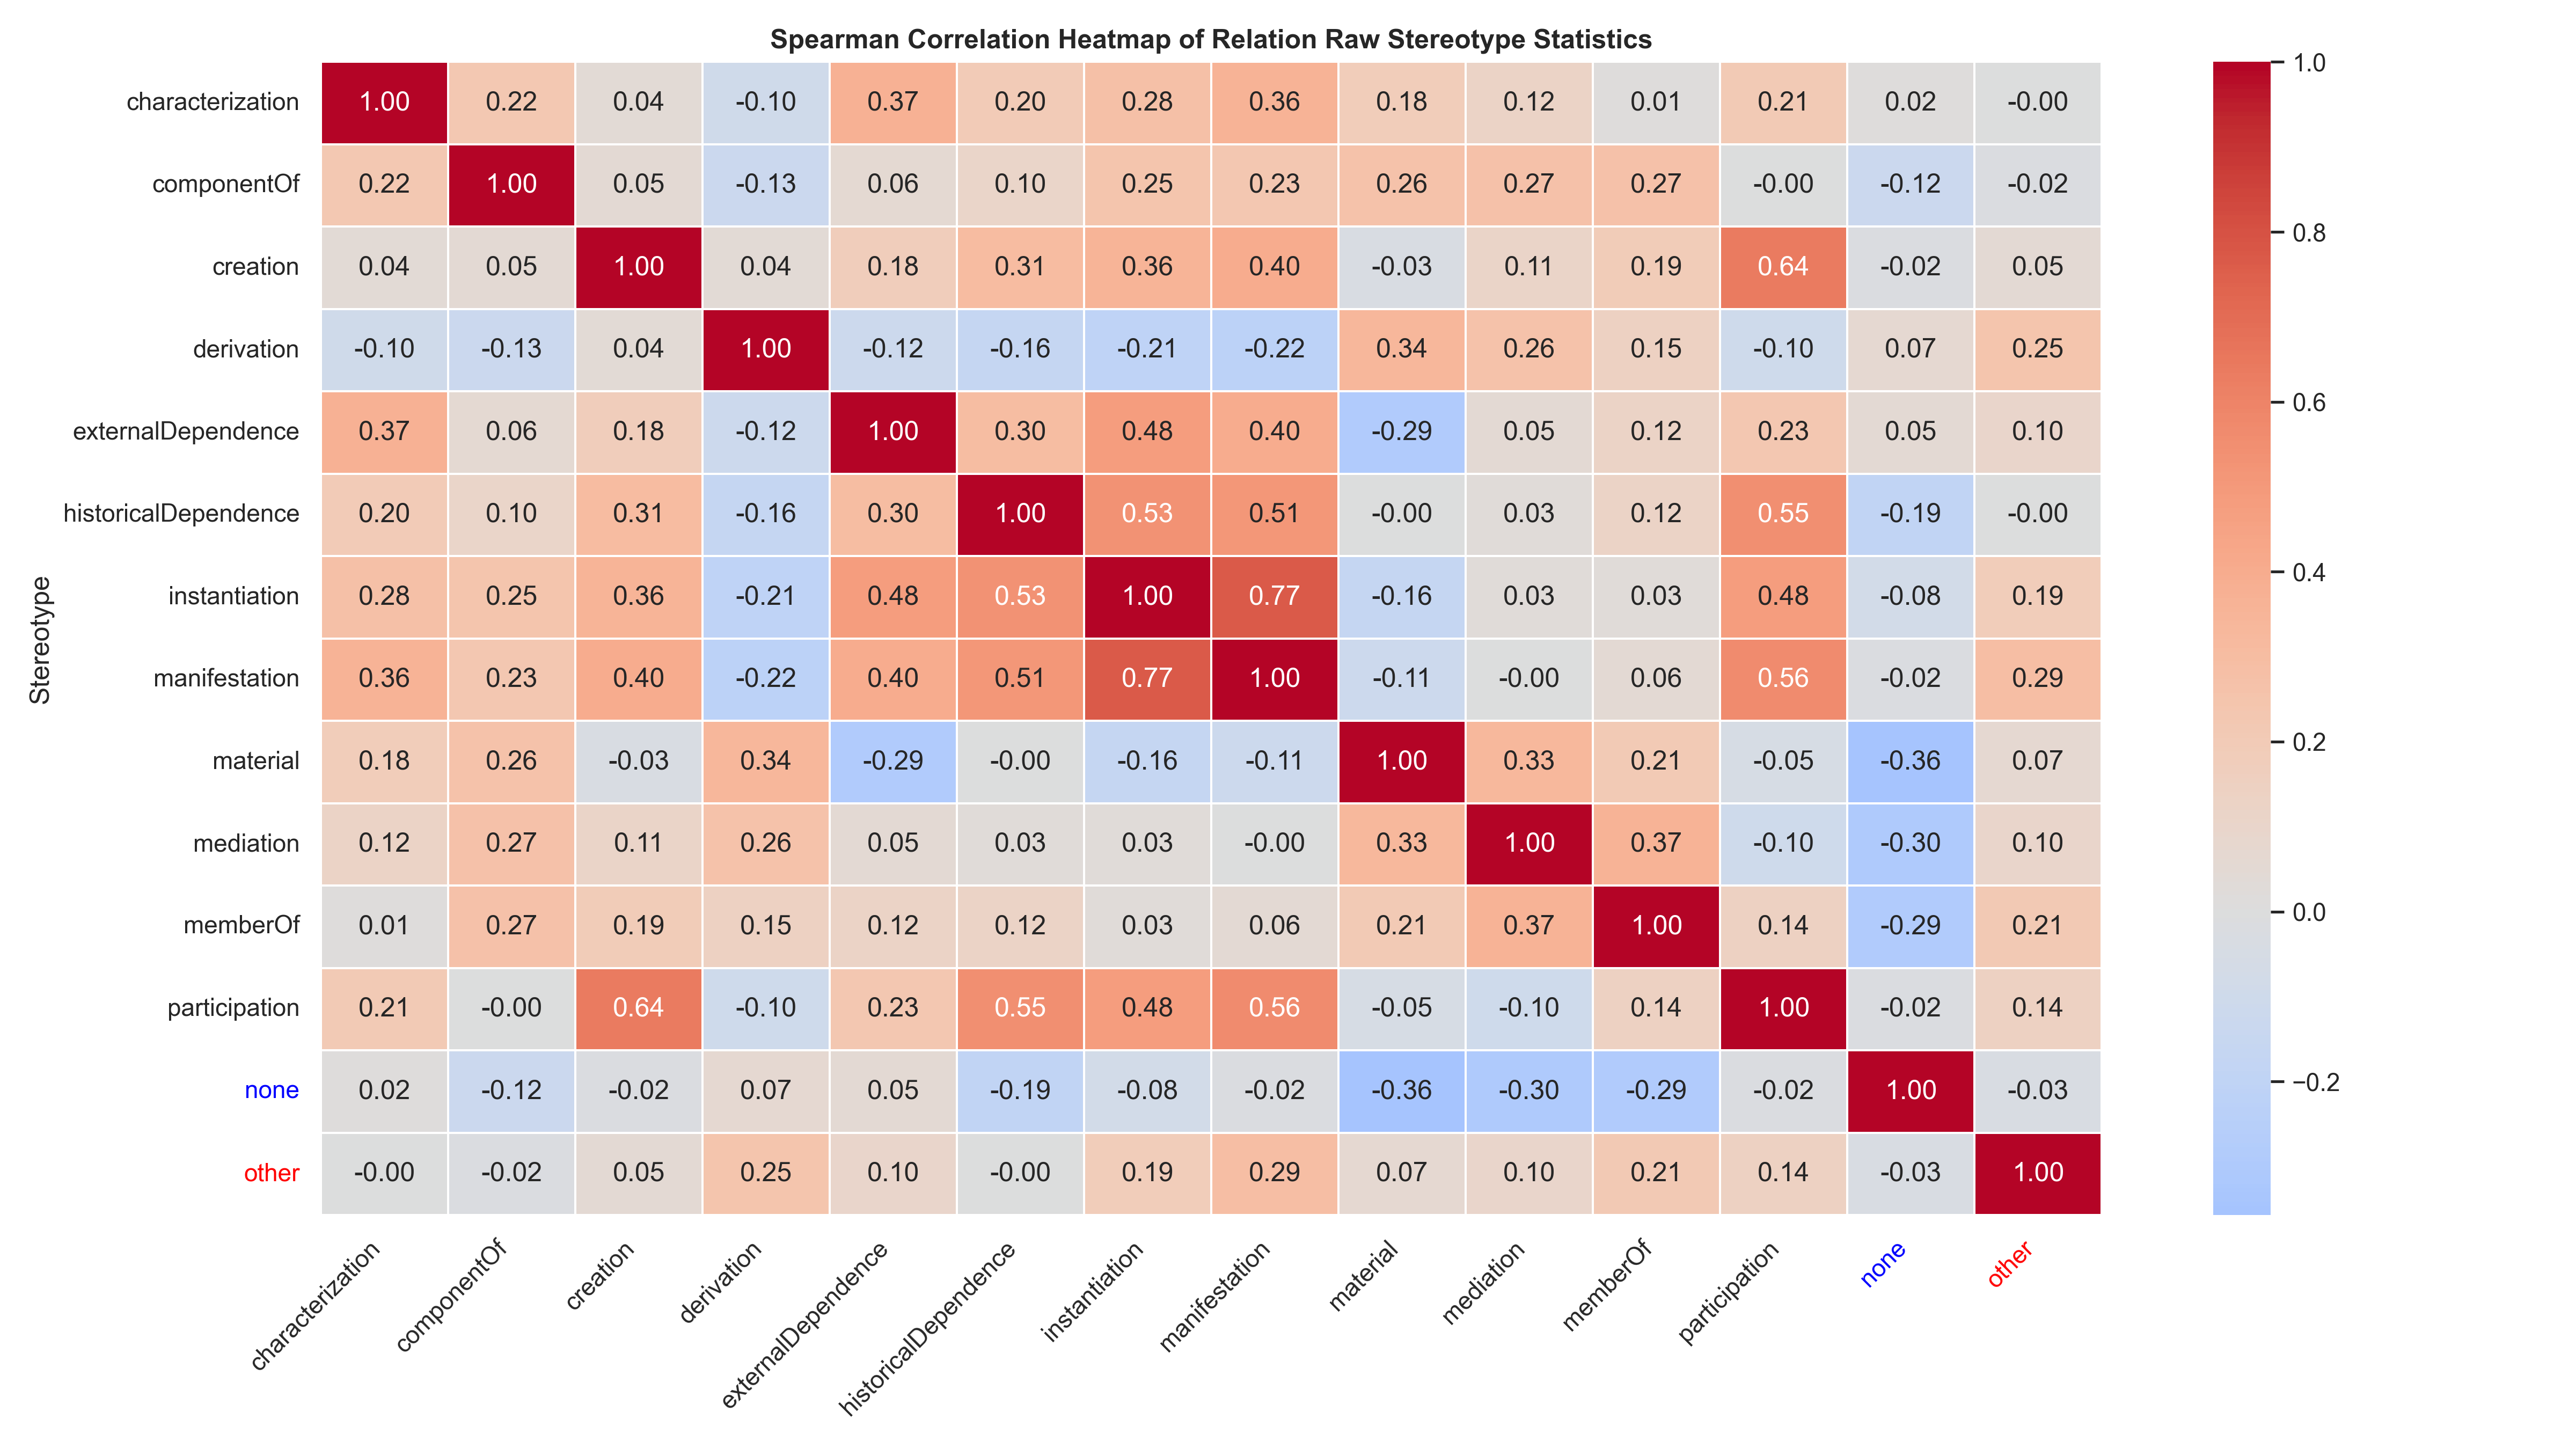 Spearman Correlation Heatmap of Relation Raw Stereotype Statistics
Stereotype
characterization 1.00 0.22 0.04 -0.10 0.37 0.20 0.28 0.36 0.18 0.12 0.01 0.21 0.02 -0.00
componentOf 0.22 1.00 0.05 -0.13 0.06 0.10 0.25 0.23 0.26 0.27 0.27 -0.00 -0.12 -0.02
creation 0.04 0.05 1.00 0.04 0.18 0.31 0.36 0.40 -0.03 0.11 0.19 0.64 -0.02 0.05
derivation -0.10 -0.13 0.04 1.00 -0.12 -0.16 -0.21 -0.22 0.34 0.26 0.15 -0.10 0.07 0.25
externalDependence 0.37 0.06 0.18 -0.12 1.00 0.30 0.48 0.40 -0.29 0.05 0.12 0.23 0.05 0.10
historicalDependence 0.20 0.10 0.31 -0.16 0.30 1.00 0.53 0.51 -0.00 0.03 0.12 0.55 -0.19 -0.00
instantiation 0.28 0.25 0.36 -0.21 0.48 0.53 1.00 0.77 -0.16 0.03 0.03 0.48 -0.08 0.19
manifestation 0.36 0.23 0.40 -0.22 0.40 0.51 0.77 1.00 -0.11 -0.00 0.06 0.56 -0.02 0.29
material 0.18 0.26 -0.03 0.34 -0.29 -0.00 -0.16 -0.11 1.00 0.33 0.21 -0.05 -0.36 0.07
mediation 0.12 0.27 0.11 0.26 0.05 0.03 0.03 -0.00 0.33 1.00 0.37 -0.10 -0.30 0.10
memberOf 0.01 0.27 0.19 0.15 0.12 0.12 0.03 0.06 0.21 0.37 1.00 0.14 -0.29 0.21
participation 0.21 -0.00 0.64 -0.10 0.23 0.55 0.48 0.56 -0.05 -0.10 0.14 1.00 -0.02 0.14
none 0.02 -0.12 -0.02 0.07 0.05 -0.19 -0.08 -0.02 -0.36 -0.30 -0.29 -0.02 1.00 -0.03
other -0.00 -0.02 0.05 0.25 0.10 -0.00 0.19 0.29 0.07 0.10 0.21 0.14 -0.03 1.00
characterization componentOf creation derivation externalDependence historicalDependence instantiation manifestation material mediation memberOf participation none other
1.0
0.8
0.6
0.4
0.2
0.0
−0.2